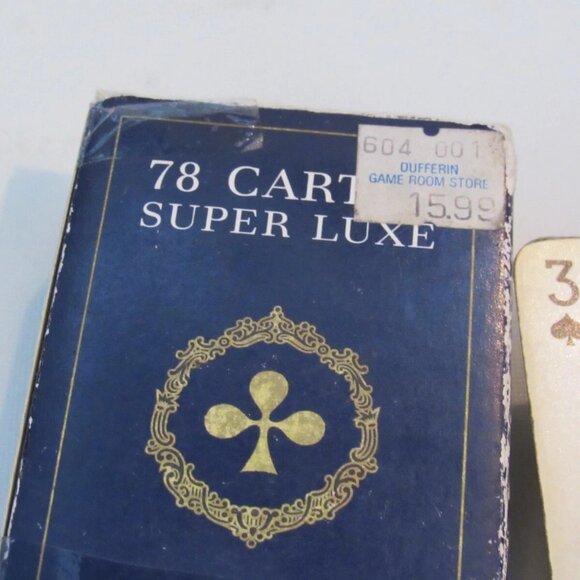 604 001
DUFFERIN
GAME ROOM STORE
15.99
78 CART
SUPER LUXE
3